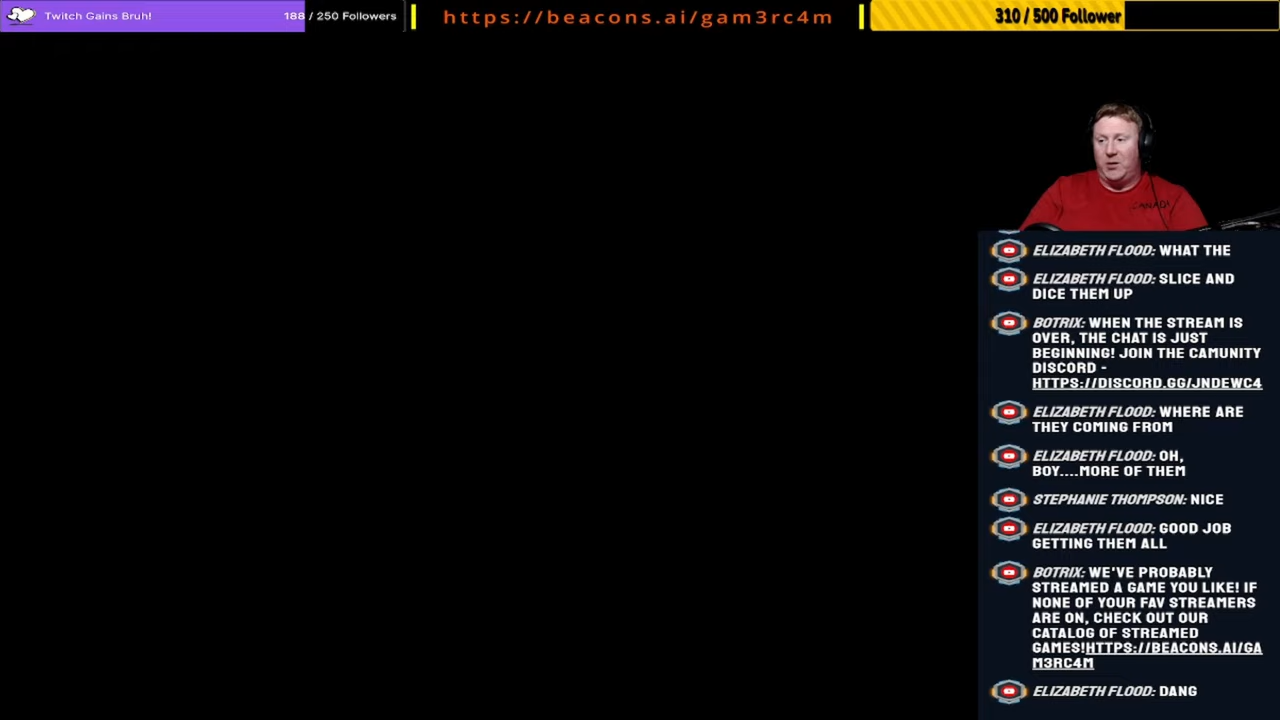 Twitch Gains Bruh!
188 / 250 Followers
https://beacons.ai/gam3rc4m
310 / 500 Follower
CANADA
ELIZABETH FLOOD: WHAT THE
ELIZABETH FLOOD: SLICE AND
DICE THEM UP
BOTRIX: WHEN THE STREAM IS
OVER, THE CHAT IS JUST
BEGINNING! JOIN THE CAMUNITY
DISCORD -
HTTPS://DISCORD.GG/JNDEWC4
ELIZABETH FLOOD: WHERE ARE
THEY COMING FROM
ELIZABETH FLOOD: OH,
BOY....MORE OF THEM
STEPHANIE THOMPSON: NICE
ELIZABETH FLOOD: GOOD JOB
GETTING THEM ALL
BOTRIX: WE'VE PROBABLY
STREAMED A GAME YOU LIKE! IF
NONE OF YOUR FAV STREAMERS
ARE ON, CHECK OUT OUR
CATALOG OF STREAMED
GAMES!HTTPS://BEACONS.AI/GA
M3RC4M
ELIZABETH FLOOD: DANG